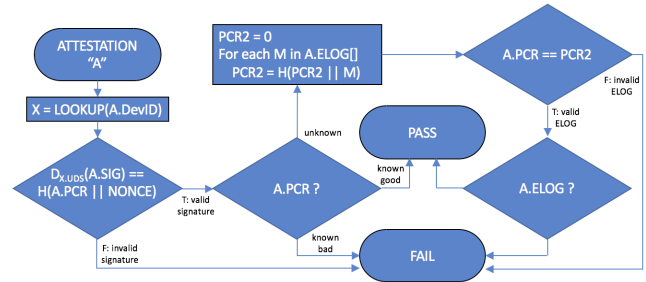 ATTESTATION
"A"
X = LOOKUP(A.DevID)
D X.UDS(A.SIG) ==
H(A.PCR || NONCE)
T: valid
signature
F: invalid
signature
PCR2 = 0
For each M in A.ELOG[]
PCR2 = H(PCR2 || M)
unknown
A.PCR ?
known
good
known
bad
PASS
FAIL
A.PCR == PCR2
F: invalid
ELOG
T: valid
ELOG
A.ELOG ?